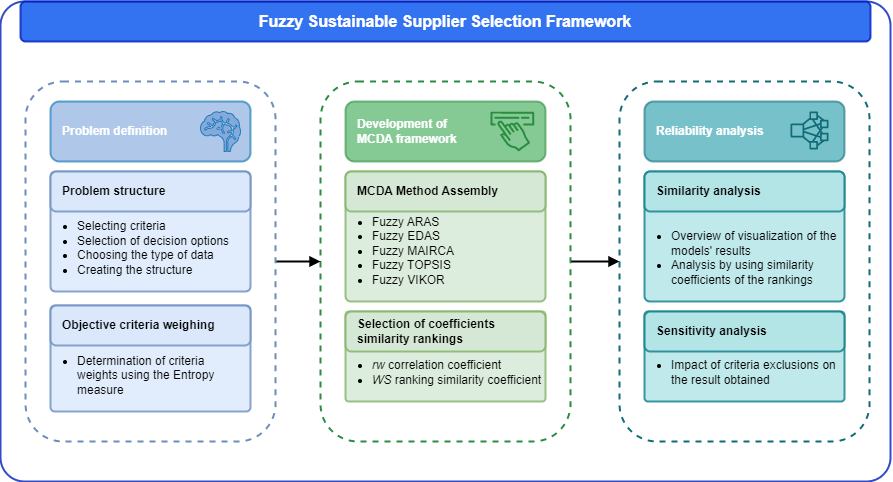 Fuzzy Sustainable Supplier Selection Framework
Problem definition
Problem structure
• Selecting criteria
• Selection of decision options
• Choosing the type of data
• Creating the structure
Objective criteria weighing
• Determination of criteria
weights using the Entropy
measure
Development of
MCDA framework
MCDA Method Assembly
• Fuzzy ARAS
• Fuzzy EDAS
• Fuzzy MAIRCA
• Fuzzy TOPSIS
• Fuzzy VIKOR
Selection of coefficients
similarity rankings
• rw correlation coefficient
• WS ranking similarity coefficient
Reliability analysis
Similarity analysis
• Overview of visualization of the
models' results
• Analysis by using similarity
coefficients of the rankings
Sensitivity analysis
• Impact of criteria exclusions on
the result obtained